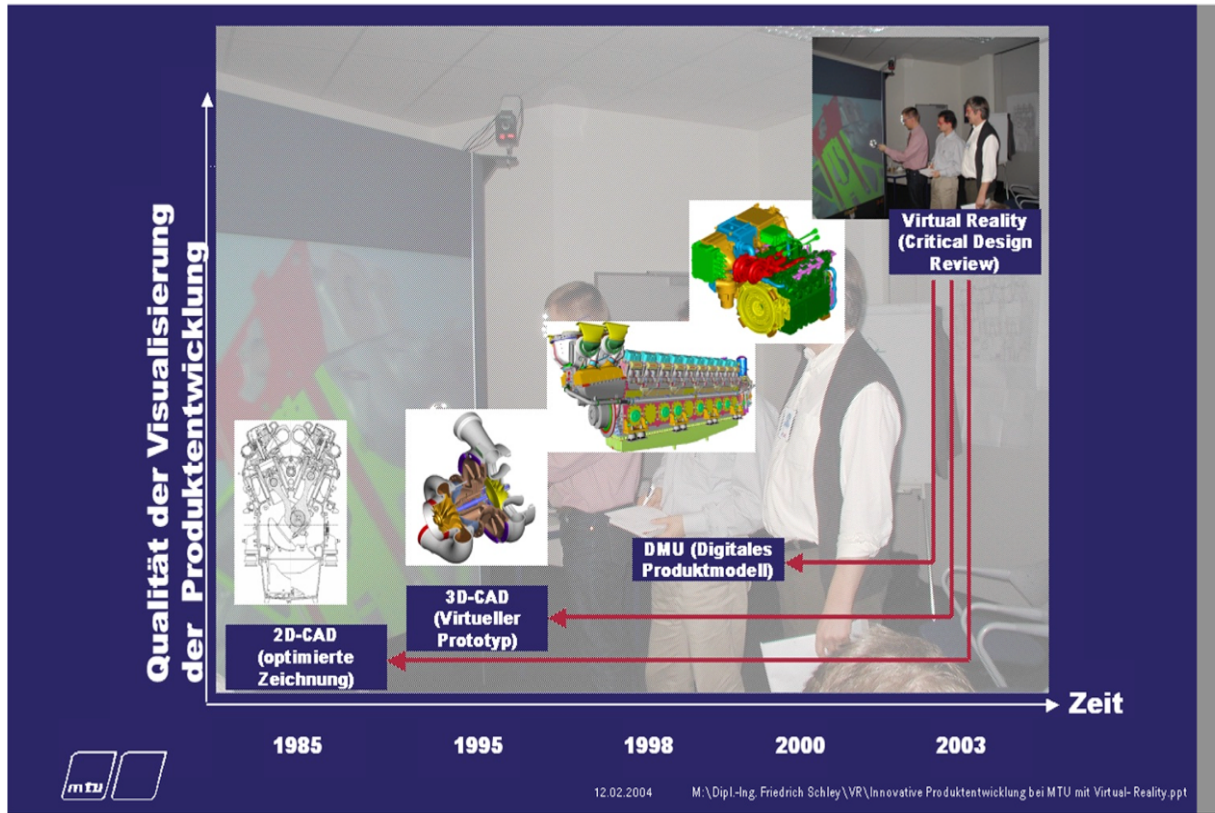 Qualität der Visualisierung
der Produktentwicklung
Virtual Reality
(Critical Design
Review)
DMU (Digitales
Produktmodell)
3D-CAD
(Virtueller
Prototyp)
2D-CAD
(optimierte
Zeichnung)
Zeit
1985
1995
1998
2000
2003
mtu
12.02.2004
M:\Dipl.-Ing. Friedrich Schley\VR\Innovative Produktentwicklung bei MTU mit Virtual- Reality.ppt